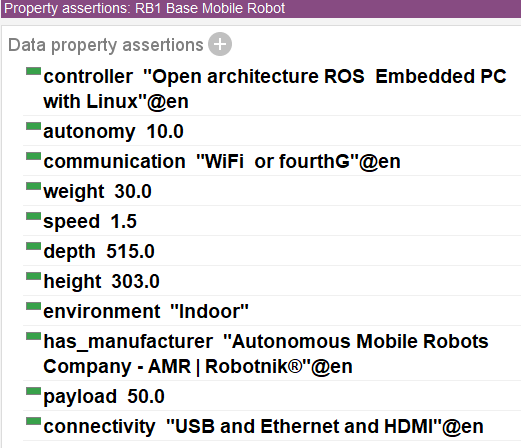 Property assertions: RB1 Base Mobile Robot
Data property assertions
controller "Open architecture ROS  Embedded PC
with Linux"@en
autonomy 10.0
communication "WiFi  or fourthG"@en
weight 30.0
speed 1.5
depth 515.0
height 303.0
environment "Indoor"
has_manufacturer "Autonomous Mobile Robots
Company - AMR | Robotnik®"@en
payload 50.0
connectivity "USB and Ethernet and HDMI"@en